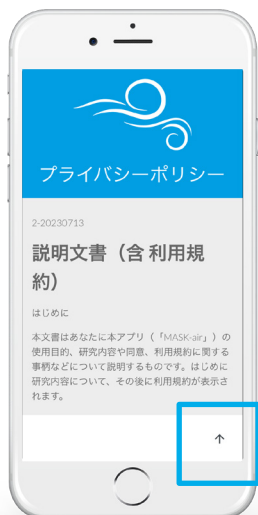 プライバシーポリシー
2-20230713
説明文書（含 利用規
約）
はじめに
本文書はあなたに本アプリ（「MASK-air」）の
使用目的、研究内容や同意、利用規約に関する
事柄などについて説明するものです。はじめに
研究内容について、その後に利用規約が表示さ
れます。